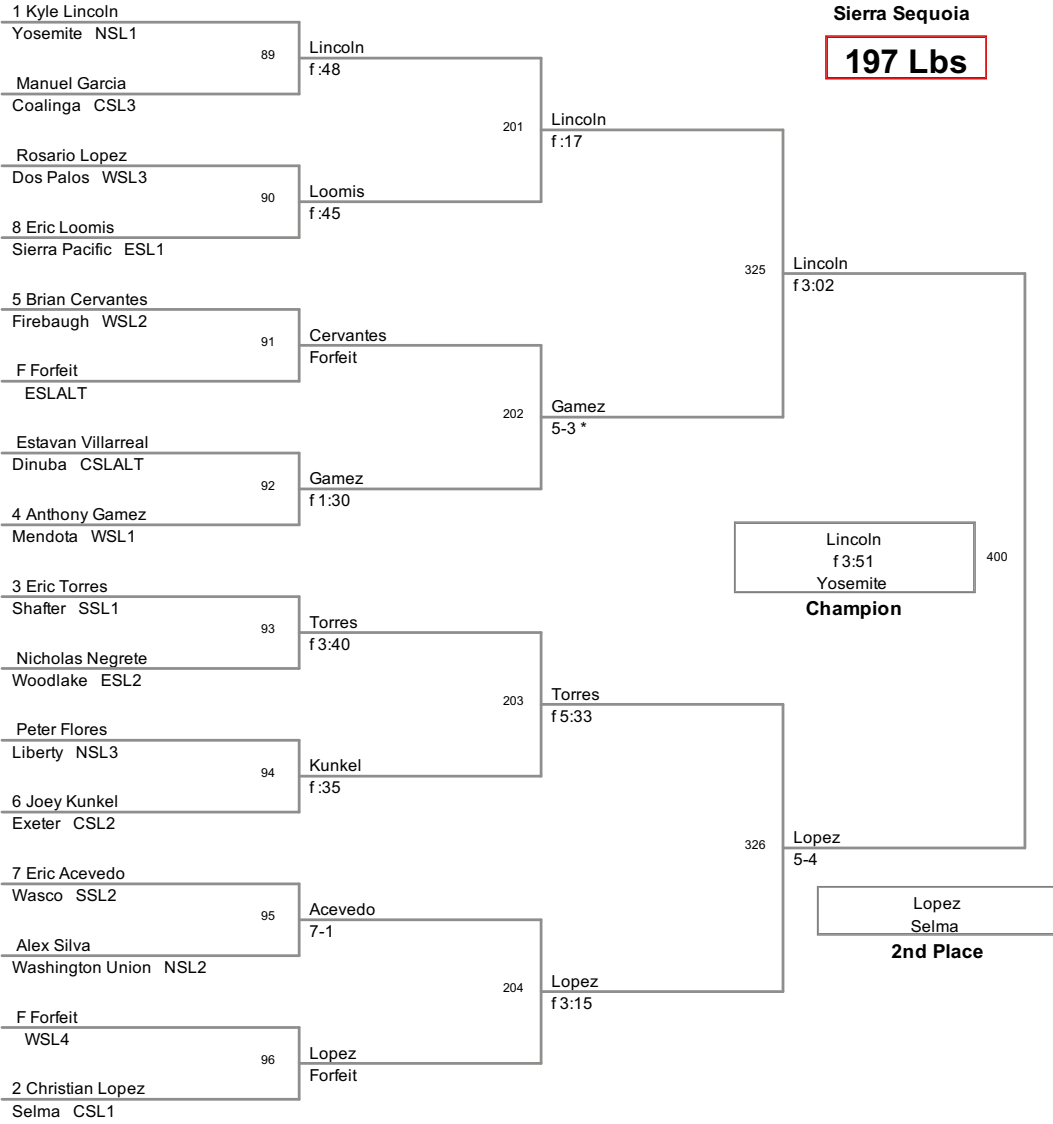 Sierra Sequoia
197 Lbs
1 Kyle Lincoln
Yosemite NSL1
89
Manuel Garcia
Coalinga CSL3
Rosario Lopez
Dos Palos WSL3
90
8 Eric Loomis
Sierra Pacific ESL1
5 Brian Cervantes
Firebaugh WSL2
91
F Forfeit
ESLALT
Estavan Villarreal
Dinuba CSLALT
92
4 Anthony Gamez
Mendota WSL1
3 Eric Torres
Shafter SSL1
93
Nicholas Negrete
Woodlake ESL2
Peter Flores
Liberty NSL3
94
6 Joey Kunkel
Exeter CSL2
7 Eric Acevedo
Wasco SSL2
95
Alex Silva
Washington Union NSL2
F Forfeit
WSL4
96
2 Christian Lopez
Selma CSL1
Lincoln
f :48
201
Loomis
f :45
Cervantes
Forfeit
202
Gamez
f 1:30
Torres
f 3:40
203
Kunkel
f :35
Acevedo
7-1
204
Lopez
Forfeit
Lincoln
f :17
325
Gamez
5-3 *
Torres
f 5:33
326
Lopez
f 3:15
Lincoln
f 3:02
400
Lopez
5-4
Lincoln
f 3:51
Yosemite
Champion
Lopez
Selma
2nd Place